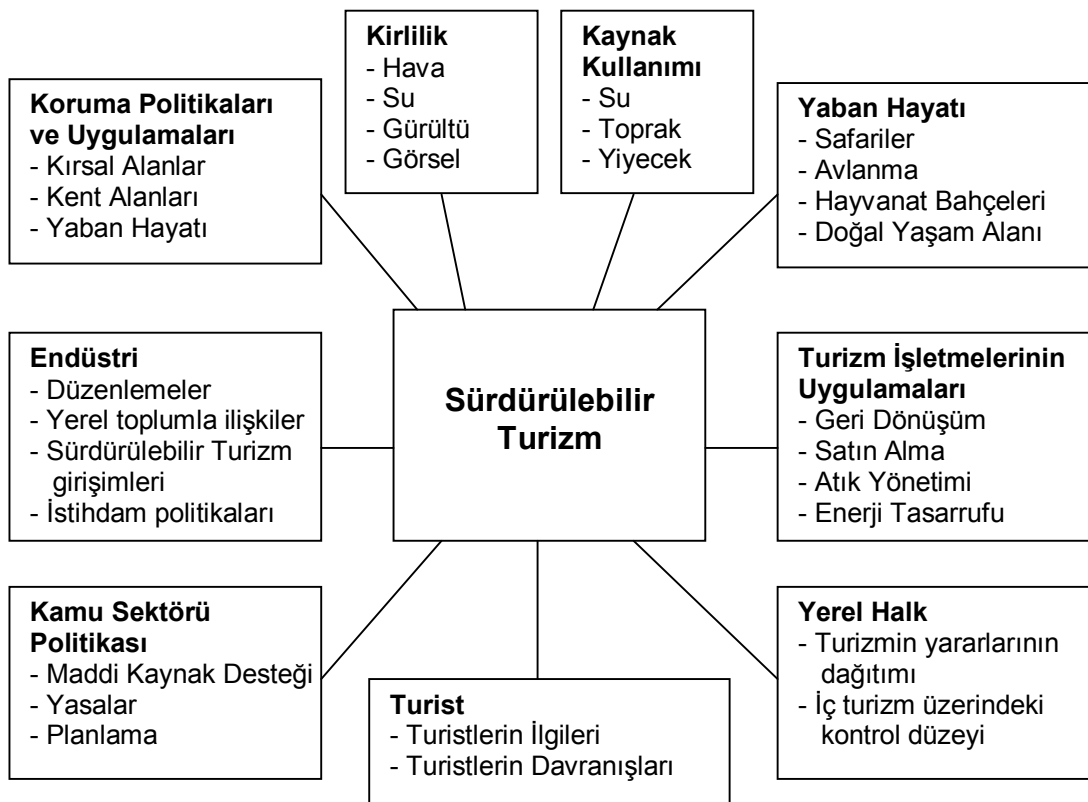 Kirlilik
- Hava
- Su
- Gürültü
- Görsel
Kaynak
Kullanımı
- Su
- Toprak
- Yiyecek
Koruma Politikaları
ve Uygulamaları
- Kırsal Alanlar
- Kent Alanları
- Yaban Hayatı
Yaban Hayatı
- Safariler
- Avlanma
- Hayvanat Bahçeleri
- Doğal Yaşam Alanı
Endüstri
- Düzenlemeler
- Yerel toplumla ilişkiler
- Sürdürülebilir Turizm
girişimleri
- İstihdam politikaları
Sürdürülebilir
Turizm
Turizm İşletmelerinin
Uygulamaları
- Geri Dönüşüm
- Satın Alma
- Atık Yönetimi
- Enerji Tasarrufu
Kamu Sektörü
Politikası
- Maddi Kaynak Desteği
- Yasalar
- Planlama
Turist
- Turistlerin İlgileri
- Turistlerin Davranışları
Yerel Halk
- Turizmin yararlarının
dağıtımı
- İç turizm üzerindeki
kontrol düzeyi